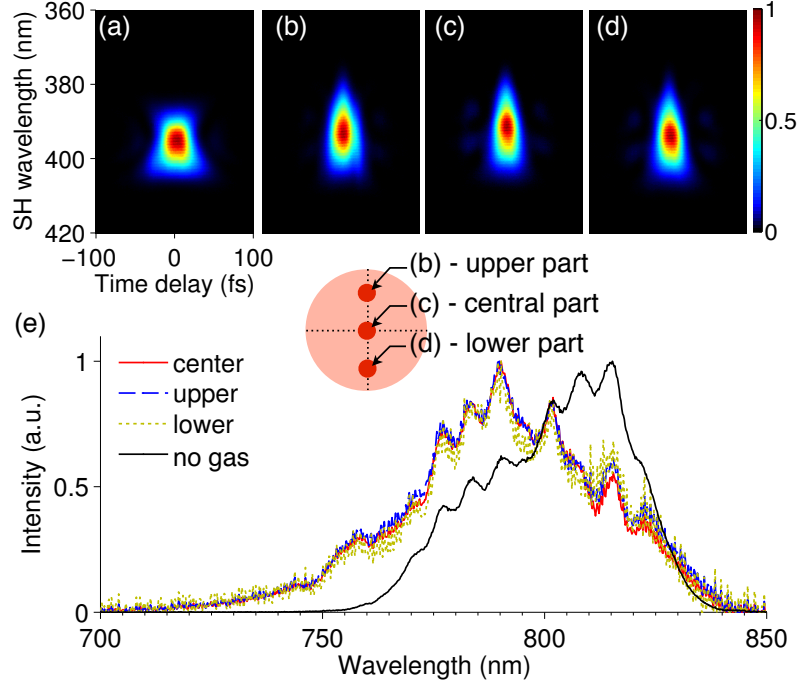 (a)
(b)
(c)
(d)
SH wavelength (nm)
360
380
400
420
−100
0
100
Time delay (fs)
1
0.5
0
(b) - upper part
(c) - central part
(d) - lower part
(e)
center
upper
lower
no gas
Intensity (a.u.)
1
0.5
0
700
750
800
850
Wavelength (nm)